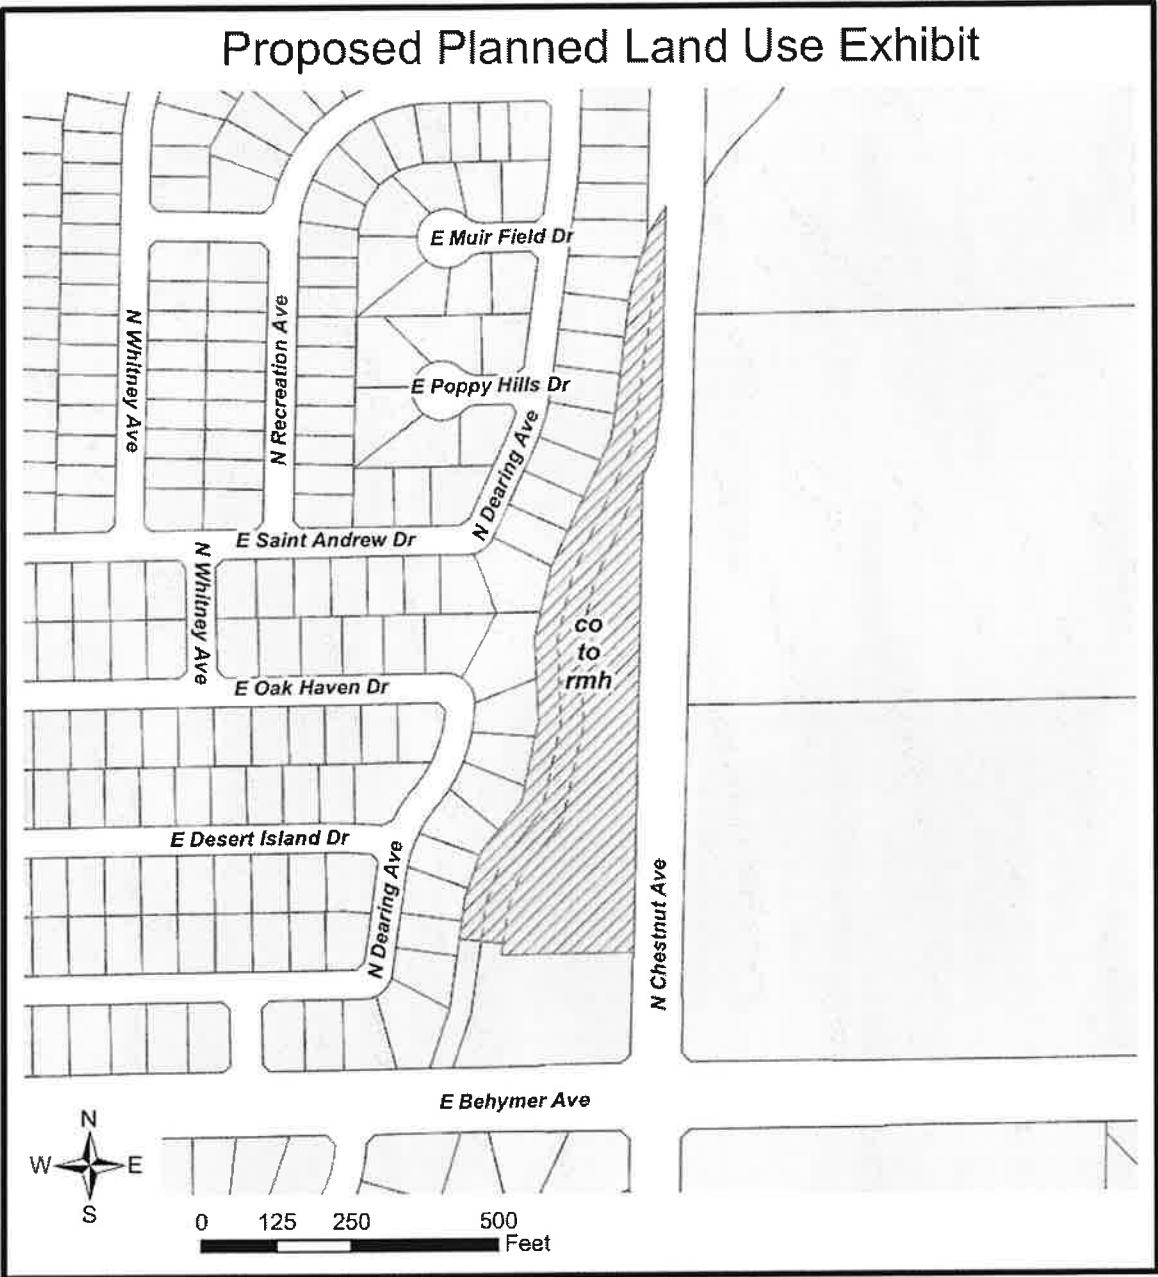 Proposed Planned Land Use Exhibit
E Muir Field Dr
N Whitney Ave
N Recreation Ave
E Poppy Hills Dr
N Dearing Ave
E Saint Andrew Dr
N Whitney Ave
co
to
rmh
E Oak Haven Dr
E Desert Island Dr
N Dearing Ave
N Chestnut Ave
E Behymer Ave
N
W E
S
0 125 250 500
Feet